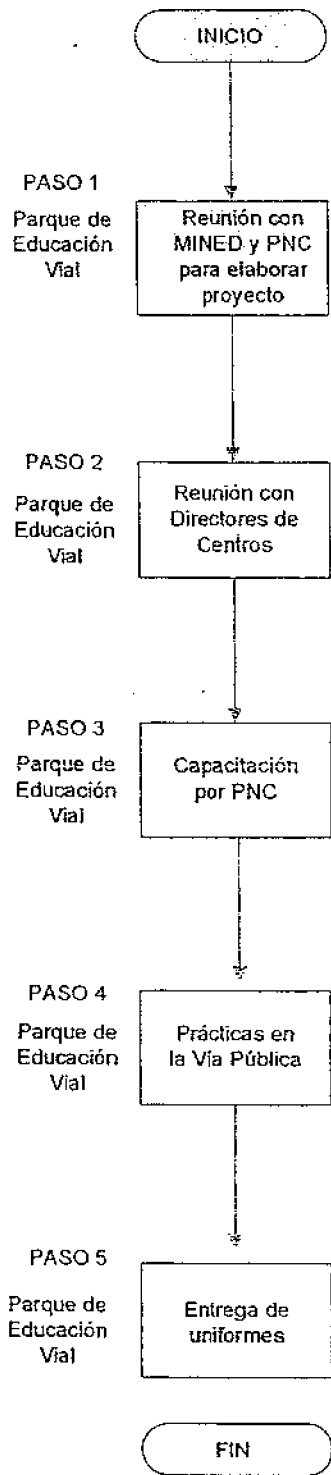 INICIO
PASO 1
Parque de
Educación
Vial
Reunión con
MINED y PNC
para elaborar
proyecto
PASO 2
Parque de
Educación
Vial
Reunión con
Directores de
Centros
PASO 3
Parque de
Educación
Vial
Capacitación
por PNC
PASO 4
Parque de
Educación
Vial
Prácticas en
la Vía Pública
PASO 5
Parque de
Educación
Vial
Entrega de
uniformes
FIN